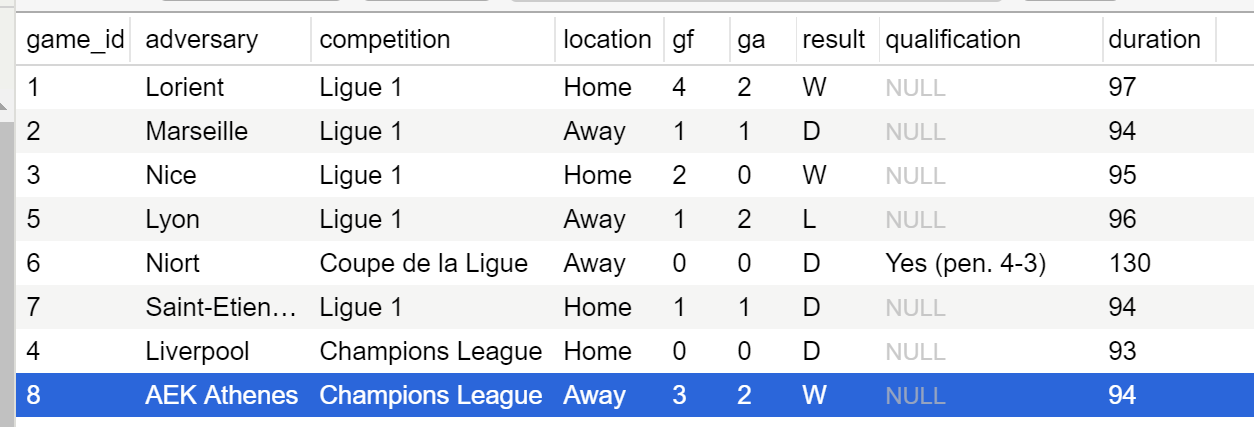 game_id adversary competition location gf ga result qualification duration
1 Lorient Ligue 1 Home 4 2 W NULL 97
2 Marseille Ligue 1 Away 1 1 D NULL 94
3 Nice Ligue 1 Home 2 0 W NULL 95
5 Lyon Ligue 1 Away 1 2 L NULL 96
6 Niort Coupe de la Ligue Away 0 0 D Yes (pen. 4-3) 130
7 Saint-Etien… Ligue 1 Home 1 1 D NULL 94
4 Liverpool Champions League Home 0 0 D NULL 93
8 AEK Athenes Champions League Away 3 2 W NULL 94